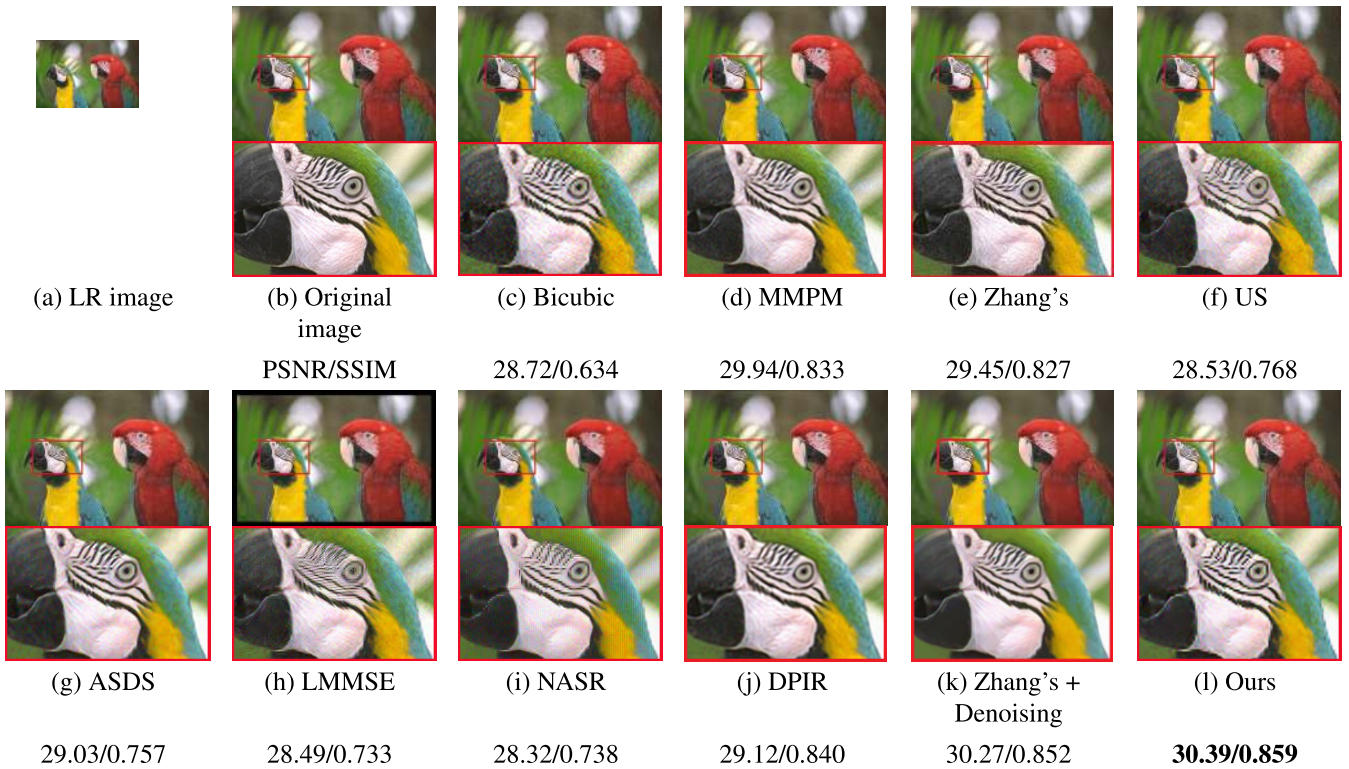 (a) LR image
(b) Original
image
(c) Bicubic
(d) MMPM
(e) Zhang's
(f) US
PSNR/SSIM
28.72/0.634
29.94/0.833
29.45/0.827
28.53/0.768
(g) ASDS
(h) LMMSE
(i) NASR
(j) DPIR
(k) Zhang's +
Denoising
(l) Ours
29.03/0.757
28.49/0.733
28.32/0.738
29.12/0.840
30.27/0.852
30.39/0.859